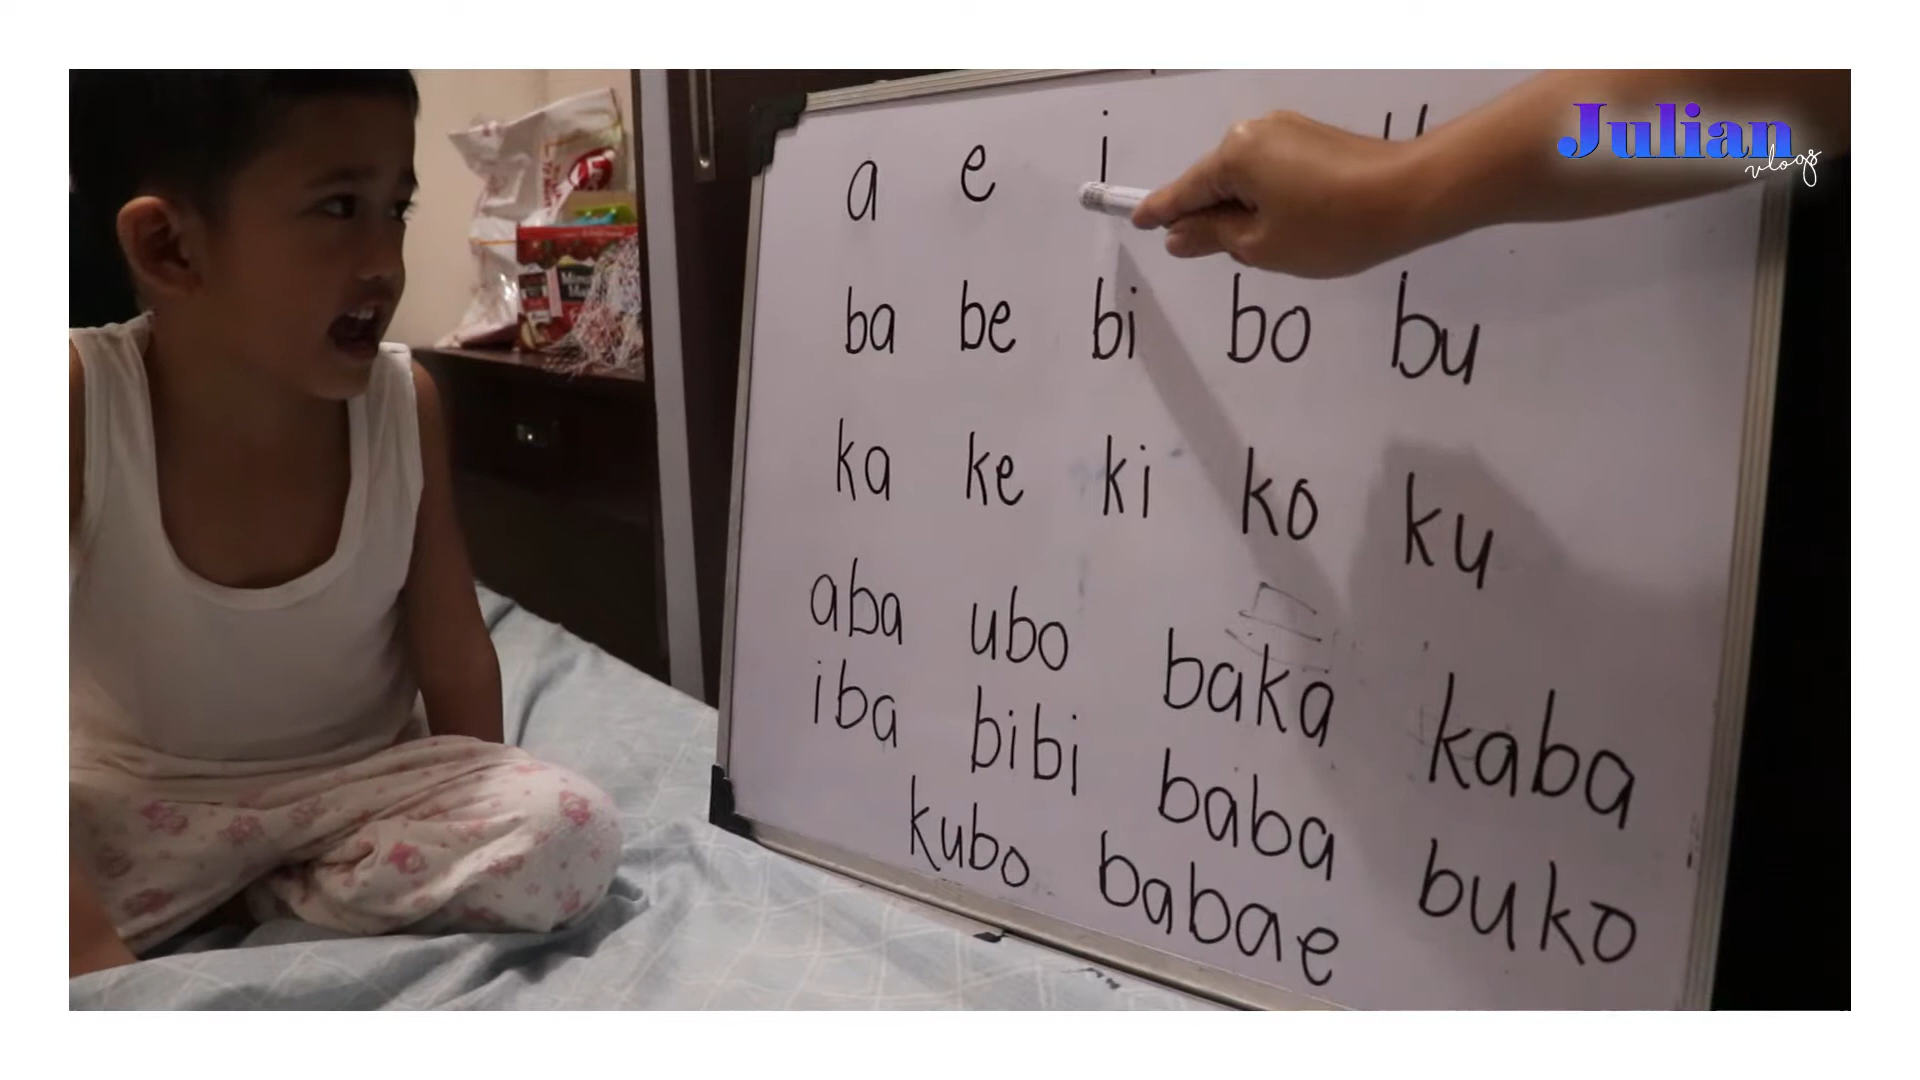 Julian
vlogs
a e i u
ba be bi bo bu
ka ke ki ko ku
aba ubo baka kaba
iba bibi baba buko
kubo babae